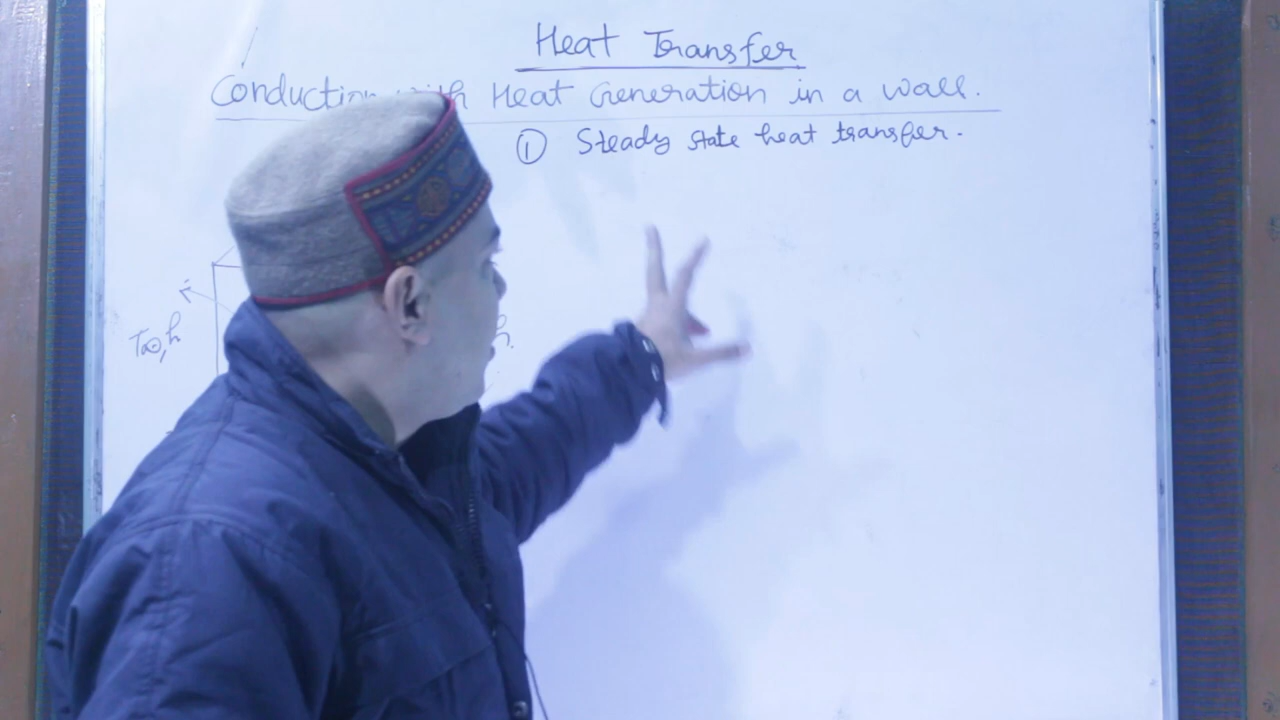 Heat Transfer
Conduction with Heat Generation in a wall.
① Steady state heat transfer.
T∞,h
h.